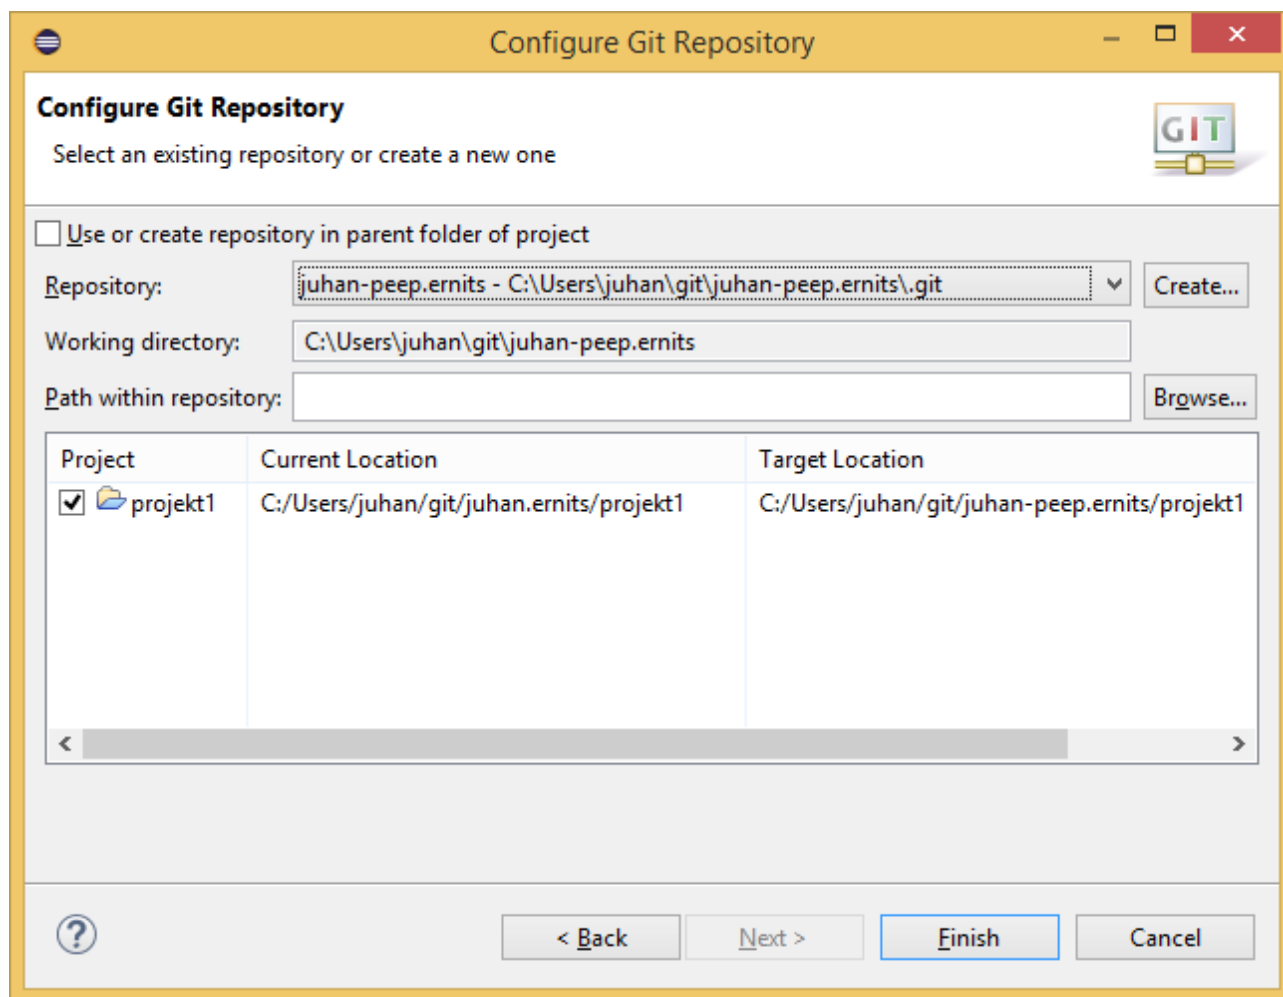 Configure Git Repository
Configure Git Repository
Select an existing repository or create a new one
GIT
Use or create repository in parent folder of project
Repository: juhan-peep.ernits - C:\Users\juhan\git\juhan-peep.ernits\.git Create...
Working directory: C:\Users\juhan\git\juhan-peep.ernits
Path within repository: Browse...
Project Current Location Target Location
projekt1 C:/Users/juhan/git/juhan.ernits/projekt1 C:/Users/juhan/git/juhan-peep.ernits/projekt1
? < Back Next > Finish Cancel